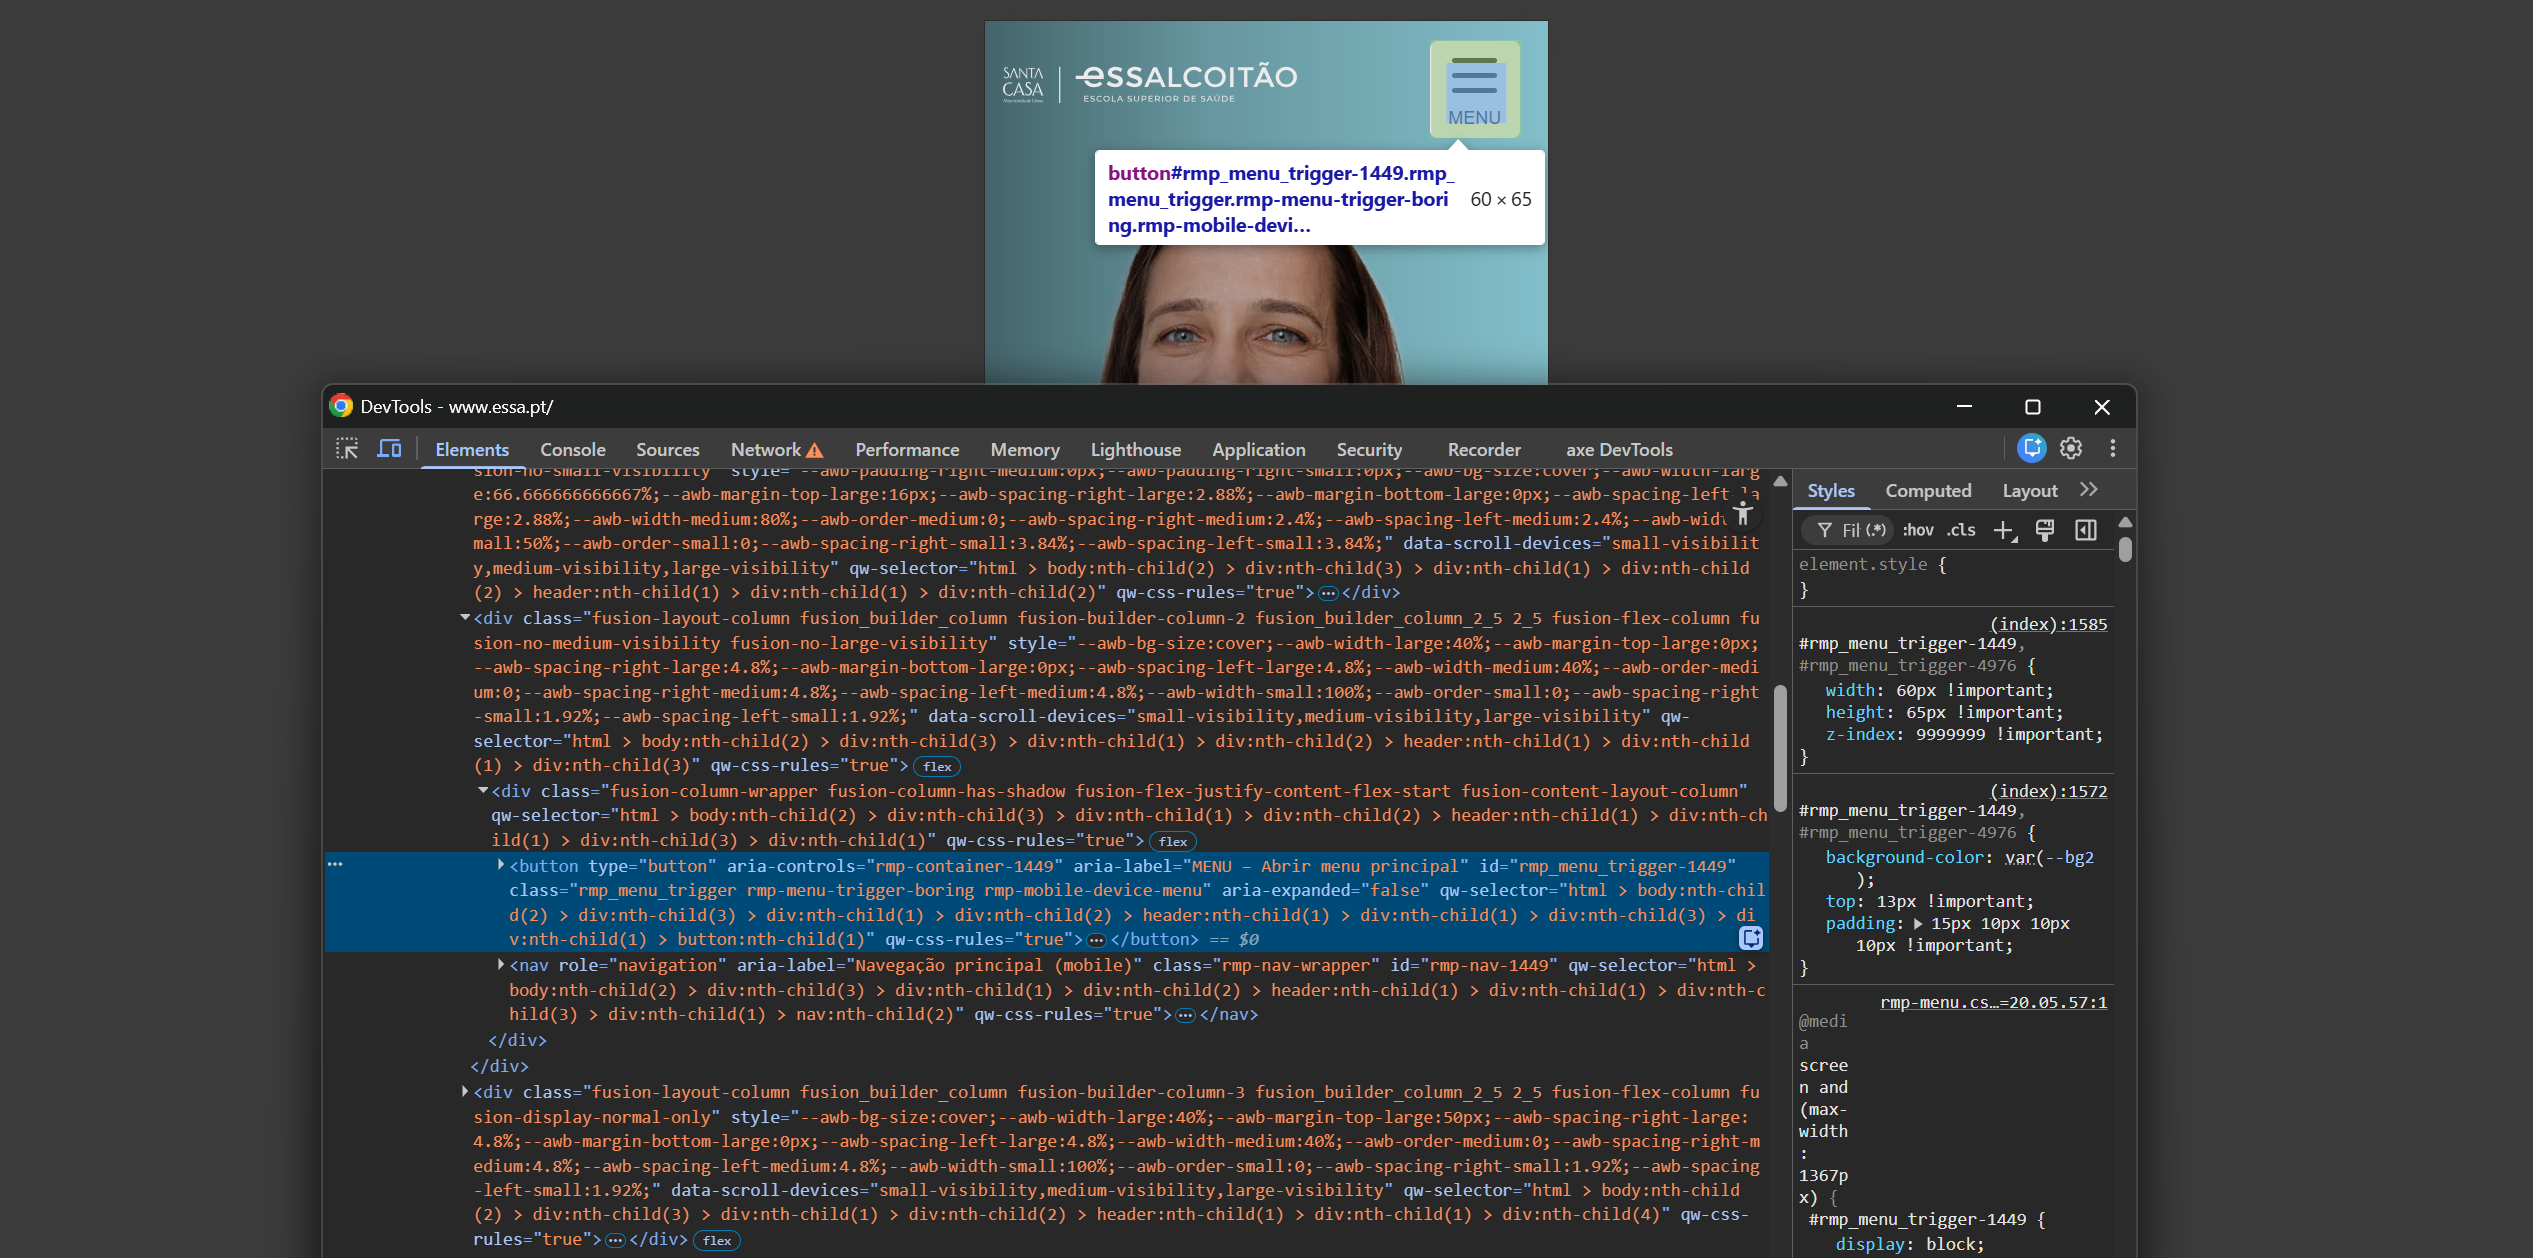 SANTA
CASA
essALCOITÃO
ESCOLA SUPERIOR DE SAÚDE
MENU
button#rmp_menu_trigger-1449.rmp_
menu_trigger.rmp-menu-trigger-bori
ng.rmp-mobile-devi...
60 × 65
DevTools - www.essa.pt/
Elements Console Sources Network Performance Memory Lighthouse Application Security Recorder axe DevTools
sion-no-small-visibility" style="--awb-padding-right-medium:0px;--awb-padding-right-small:0px;--awb-bg-size:cover;--awb-width-larg
e:66.666666666667%;--awb-margin-top-large:16px;--awb-spacing-right-large:2.88%;--awb-margin-bottom-large:0px;--awb-spacing-left-la
rge:2.88%;--awb-width-medium:80%;--awb-order-medium:0;--awb-spacing-right-medium:2.4%;--awb-spacing-left-medium:2.4%;--awb-wid
mall:50%;--awb-order-small:0;--awb-spacing-right-small:3.84%;--awb-spacing-left-small:3.84%;" data-scroll-devices="small-visibilit
y,medium-visibility,large-visibility" qw-selector="html > body:nth-child(2) > div:nth-child(3) > div:nth-child(1) > div:nth-child
(2) > header:nth-child(1) > div:nth-child(1) > div:nth-child(2)" qw-css-rules="true">…</div>
<div class="fusion-layout-column fusion_builder_column fusion-builder-column-2 fusion_builder_column_2_5 2_5 fusion-flex-column fu
sion-no-medium-visibility fusion-no-large-visibility" style="--awb-bg-size:cover;--awb-width-large:40%;--awb-margin-top-large:0px;
--awb-spacing-right-large:4.8%;--awb-margin-bottom-large:0px;--awb-spacing-left-large:4.8%;--awb-width-medium:40%;--awb-order-medi
um:0;--awb-spacing-right-medium:4.8%;--awb-spacing-left-medium:4.8%;--awb-width-small:100%;--awb-order-small:0;--awb-spacing-right
-small:1.92%;--awb-spacing-left-small:1.92%;" data-scroll-devices="small-visibility,medium-visibility,large-visibility" qw-
selector="html > body:nth-child(2) > div:nth-child(3) > div:nth-child(1) > div:nth-child(2) > header:nth-child(1) > div:nth-child
(1) > div:nth-child(3)" qw-css-rules="true"> flex
<div class="fusion-column-wrapper fusion-column-has-shadow fusion-flex-justify-content-flex-start fusion-content-layout-column"
qw-selector="html > body:nth-child(2) > div:nth-child(3) > div:nth-child(1) > div:nth-child(2) > header:nth-child(1) > div:nth-ch
ild(1) > div:nth-child(3) > div:nth-child(1)" qw-css-rules="true"> flex
<button type="button" aria-controls="rmp-container-1449" aria-label="MENU – Abrir menu principal" id="rmp_menu_trigger-1449"
class="rmp_menu_trigger rmp-menu-trigger-boring rmp-mobile-device-menu" aria-expanded="false" qw-selector="html > body:nth-chil
d(2) > div:nth-child(3) > div:nth-child(1) > div:nth-child(2) > header:nth-child(1) > div:nth-child(1) > div:nth-child(3) > di
v:nth-child(1) > button:nth-child(1)" qw-css-rules="true">…</button> == $0
<nav role="navigation" aria-label="Navegação principal (mobile)" class="rmp-nav-wrapper" id="rmp-nav-1449" qw-selector="html >
body:nth-child(2) > div:nth-child(3) > div:nth-child(1) > div:nth-child(2) > header:nth-child(1) > div:nth-child(1) > div:nth-c
hild(3) > div:nth-child(1) > nav:nth-child(2)" qw-css-rules="true">…</nav>
</div>
</div>
<div class="fusion-layout-column fusion_builder_column fusion-builder-column-3 fusion_builder_column_2_5 2_5 fusion-flex-column fu
sion-display-normal-only" style="--awb-bg-size:cover;--awb-width-large:40%;--awb-margin-top-large:50px;--awb-spacing-right-large:
4.8%;--awb-margin-bottom-large:0px;--awb-spacing-left-large:4.8%;--awb-width-medium:40%;--awb-order-medium:0;--awb-spacing-right-m
edium:4.8%;--awb-spacing-left-medium:4.8%;--awb-width-small:100%;--awb-order-small:0;--awb-spacing-right-small:1.92%;--awb-spacing
-left-small:1.92%;" data-scroll-devices="small-visibility,medium-visibility,large-visibility" qw-selector="html > body:nth-child
(2) > div:nth-child(3) > div:nth-child(1) > div:nth-child(2) > header:nth-child(1) > div:nth-child(1) > div:nth-child(4)" qw-css-
rules="true">…</div> flex
Styles Computed Layout
Fil (.*) :hov .cls
element.style {
}
(index):1585
#rmp_menu_trigger-1449,
#rmp_menu_trigger-4976 {
width: 60px !important;
height: 65px !important;
z-index: 9999999 !important;
}
(index):1572
#rmp_menu_trigger-1449,
#rmp_menu_trigger-4976 {
background-color: var(--bg2
);
top: 13px !important;
padding: 15px 10px 10px
10px !important;
}
rmp-menu.cs…=20.05.57:1
@medi
a
scree
n and
(max-
width
:
1367p
x) {
#rmp_menu_trigger-1449 {
display: block;